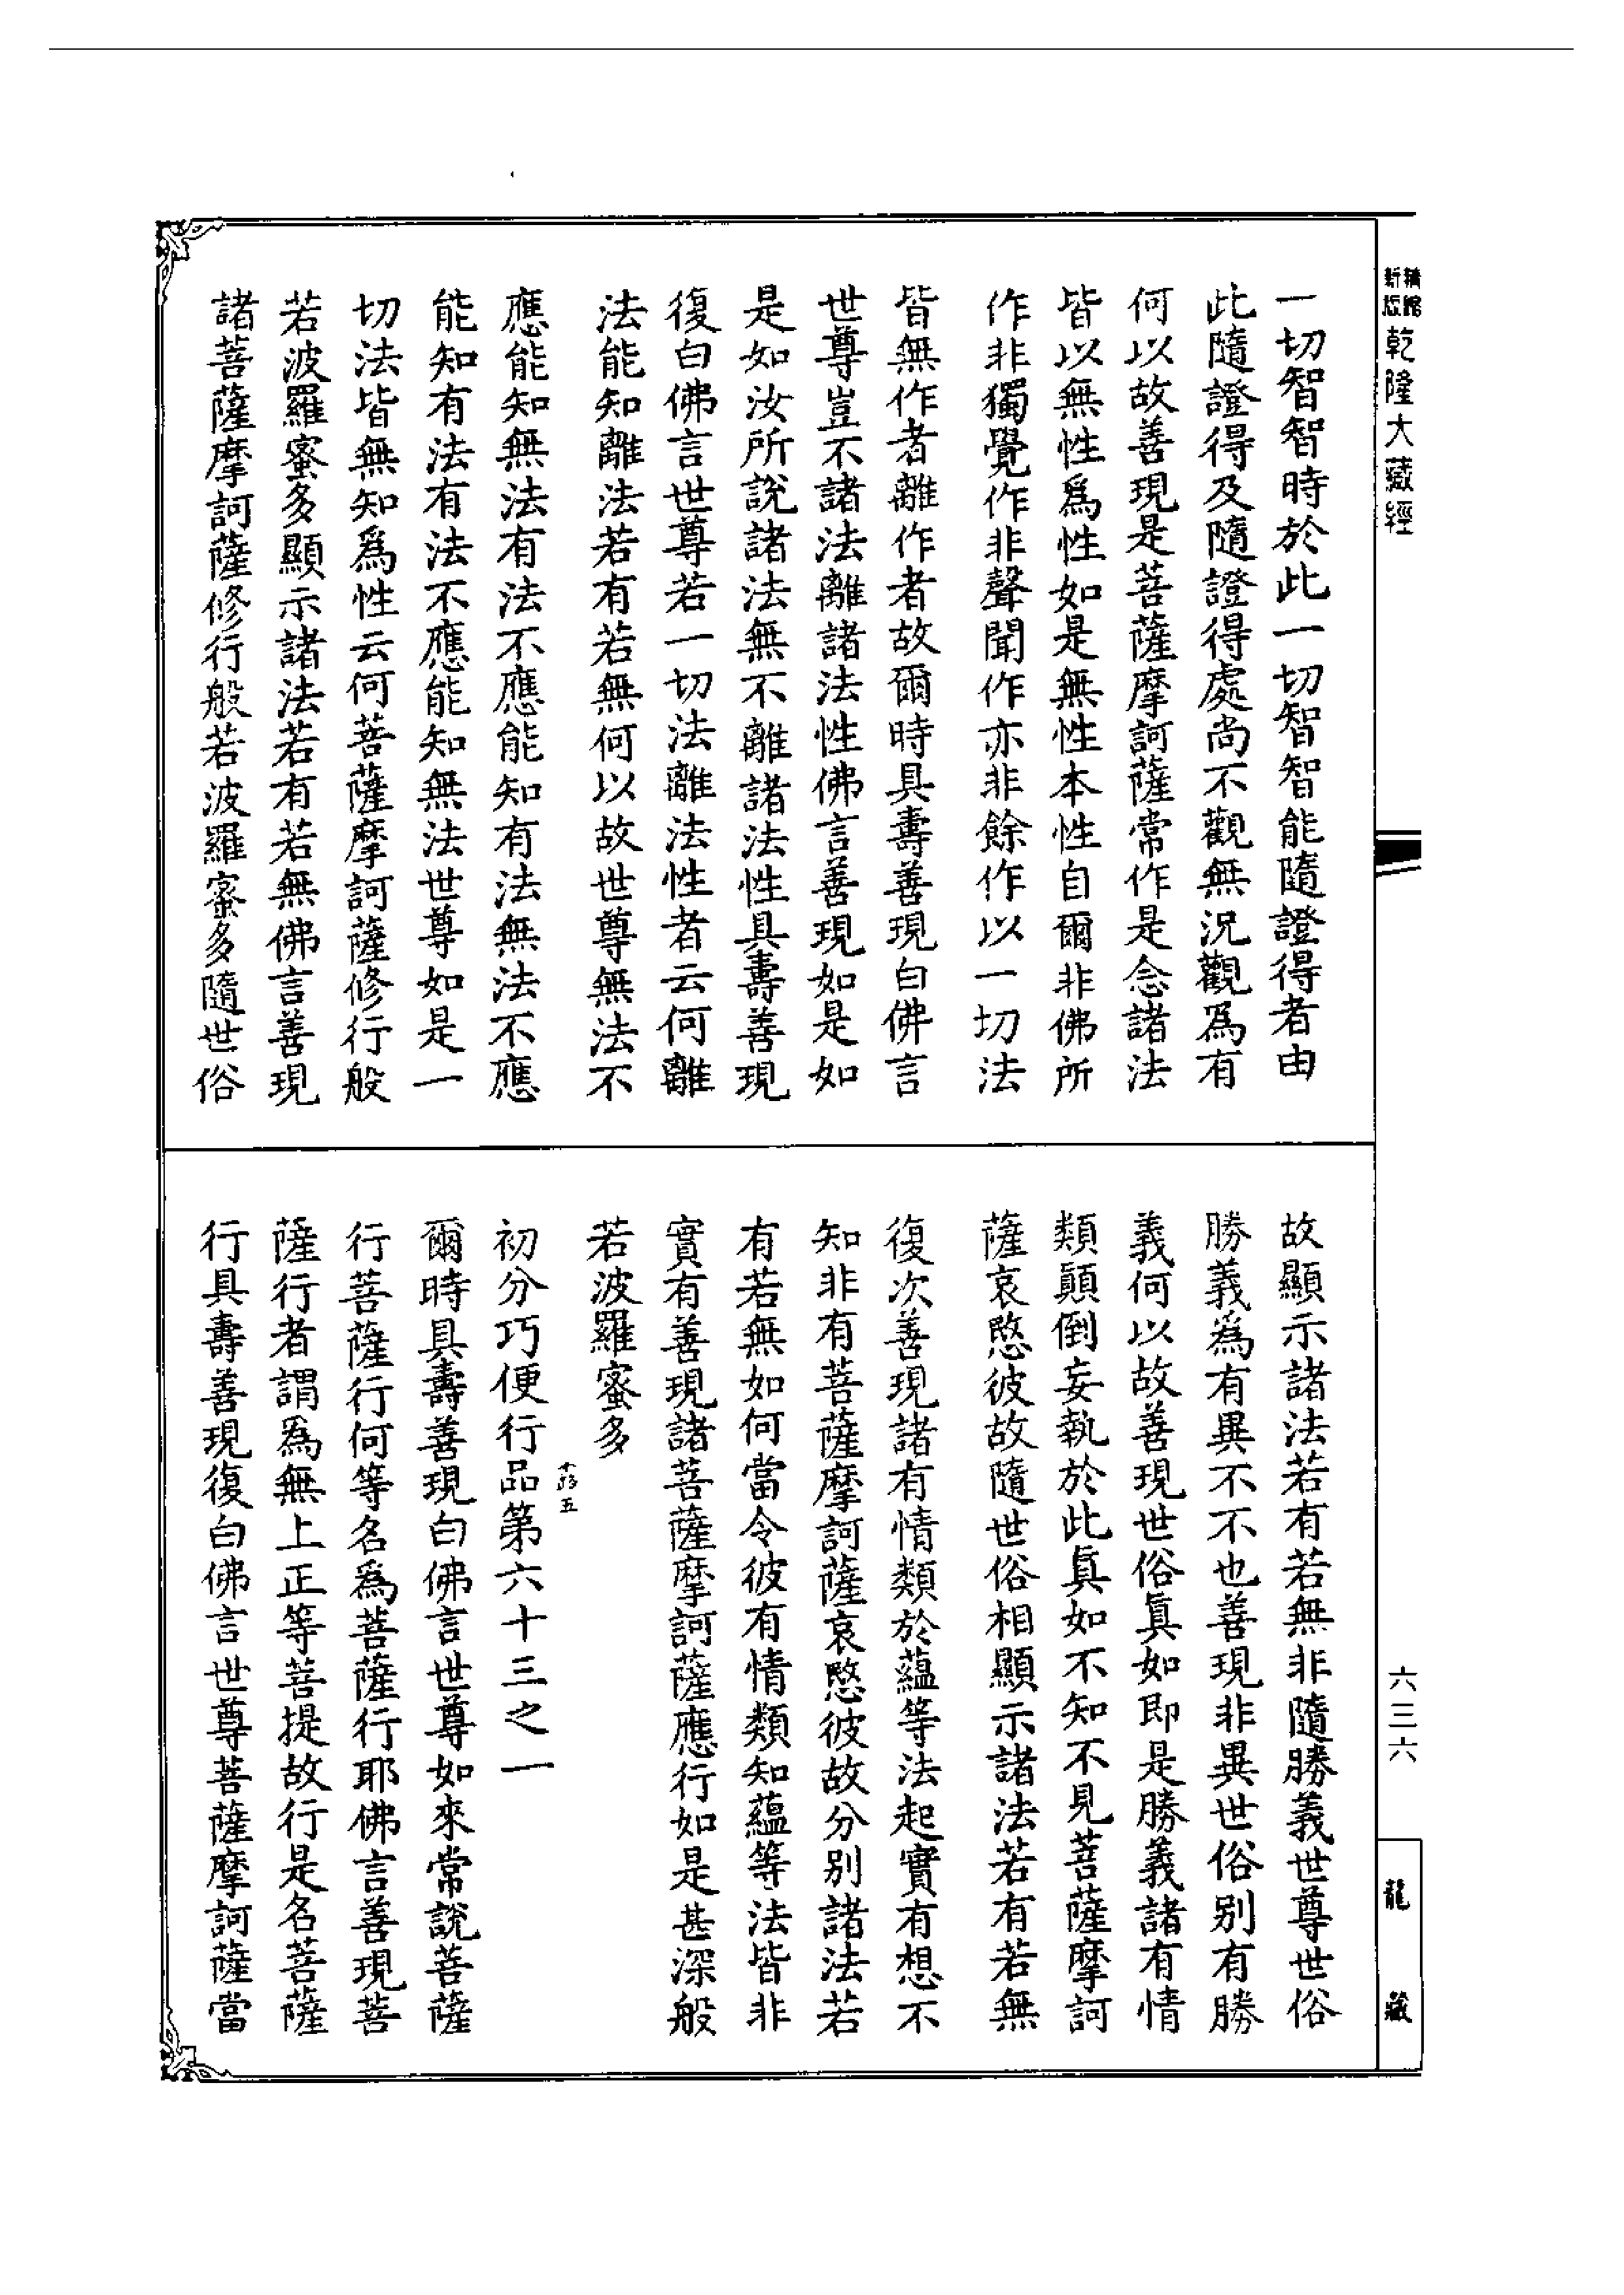 乾隆大藏經
一切智智時於此一切智智能隨證得者由
此隨證得及隨證得處尚不觀無況觀爲有
何以故善現是菩薩摩訶薩常作是念諸法
皆以無性爲性如是無性本性自爾非佛所
作非獨覺作非聲聞作亦非餘作以一切法
皆無作者離作者故爾時具壽善現白佛言
世尊豈不諸法離諸法性佛言善現如是如
是如汝所說諸法無不離諸法性具壽善現
復白佛言世尊若一切法離法性者云何離
法能知離法若有若無何以故世尊無法不
應能知無法有法不應能知有法無法不應
能知有法有法不應能知無法世尊如是一
切法皆無知爲性云何菩薩摩訶薩修行般
若波羅蜜多顯示諸法若有若無佛言善現
諸菩薩摩訶薩修行般若波羅蜜多隨世俗
故顯示諸法若有若無非隨勝義世尊世俗
勝義爲有異不不也善現非異世俗別有勝
義何以故善現世俗眞如即是勝義諸有情
類顚倒妄執於此眞如不知不見菩薩摩訶
薩哀愍彼故隨世俗相顯示諸法若有若無
復次善現諸有情類於蘊等法起實有想不
知非有菩薩摩訶薩哀愍彼故分別諸法若
有若無如何當令彼有情類知蘊等法皆非
實有善現諸菩薩摩訶薩應行如是甚深般
若波羅蜜多
初分巧便行品第六十三之一
爾時具壽善現白佛言世尊如來常說菩薩
行菩薩行何等名爲菩薩行耶佛言善現菩
薩行者謂爲無上正等菩提故行是名菩薩
行具壽善現復白佛言世尊菩薩摩訶薩當
六三六
龍藏